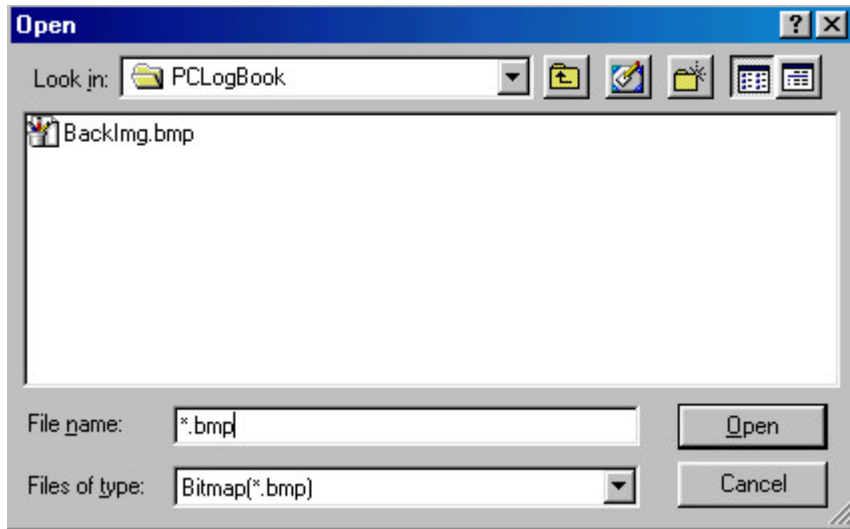 Open
Look in: PCLogBook
BackImg.bmp
File name: *.bmp Open
Files of type: Bitmap(*.bmp) Cancel